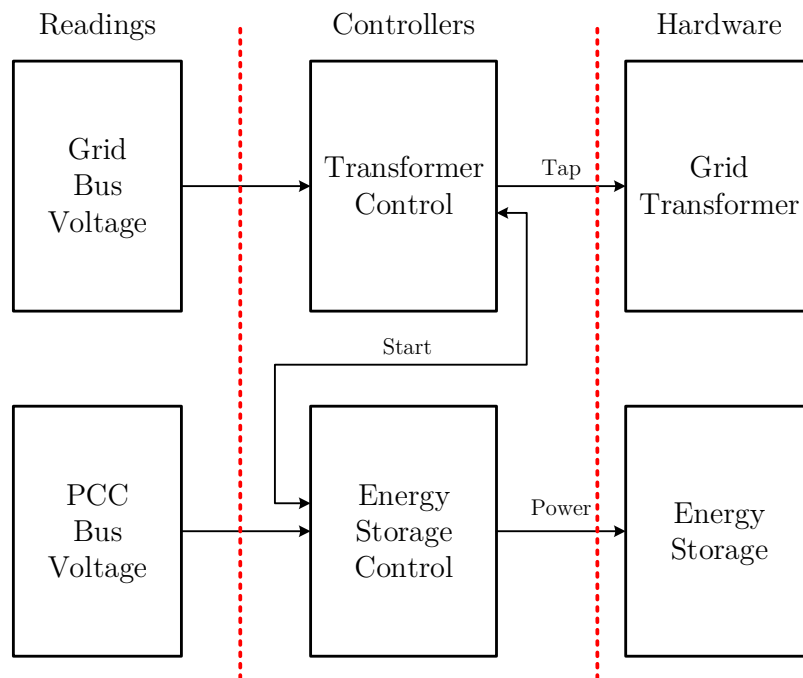 Readings
Controllers
Hardware
Grid
Bus
Voltage
Transformer
Control
Tap
Grid
Transformer
Start
PCC
Bus
Voltage
Energy
Storage
Control
Power
Energy
Storage